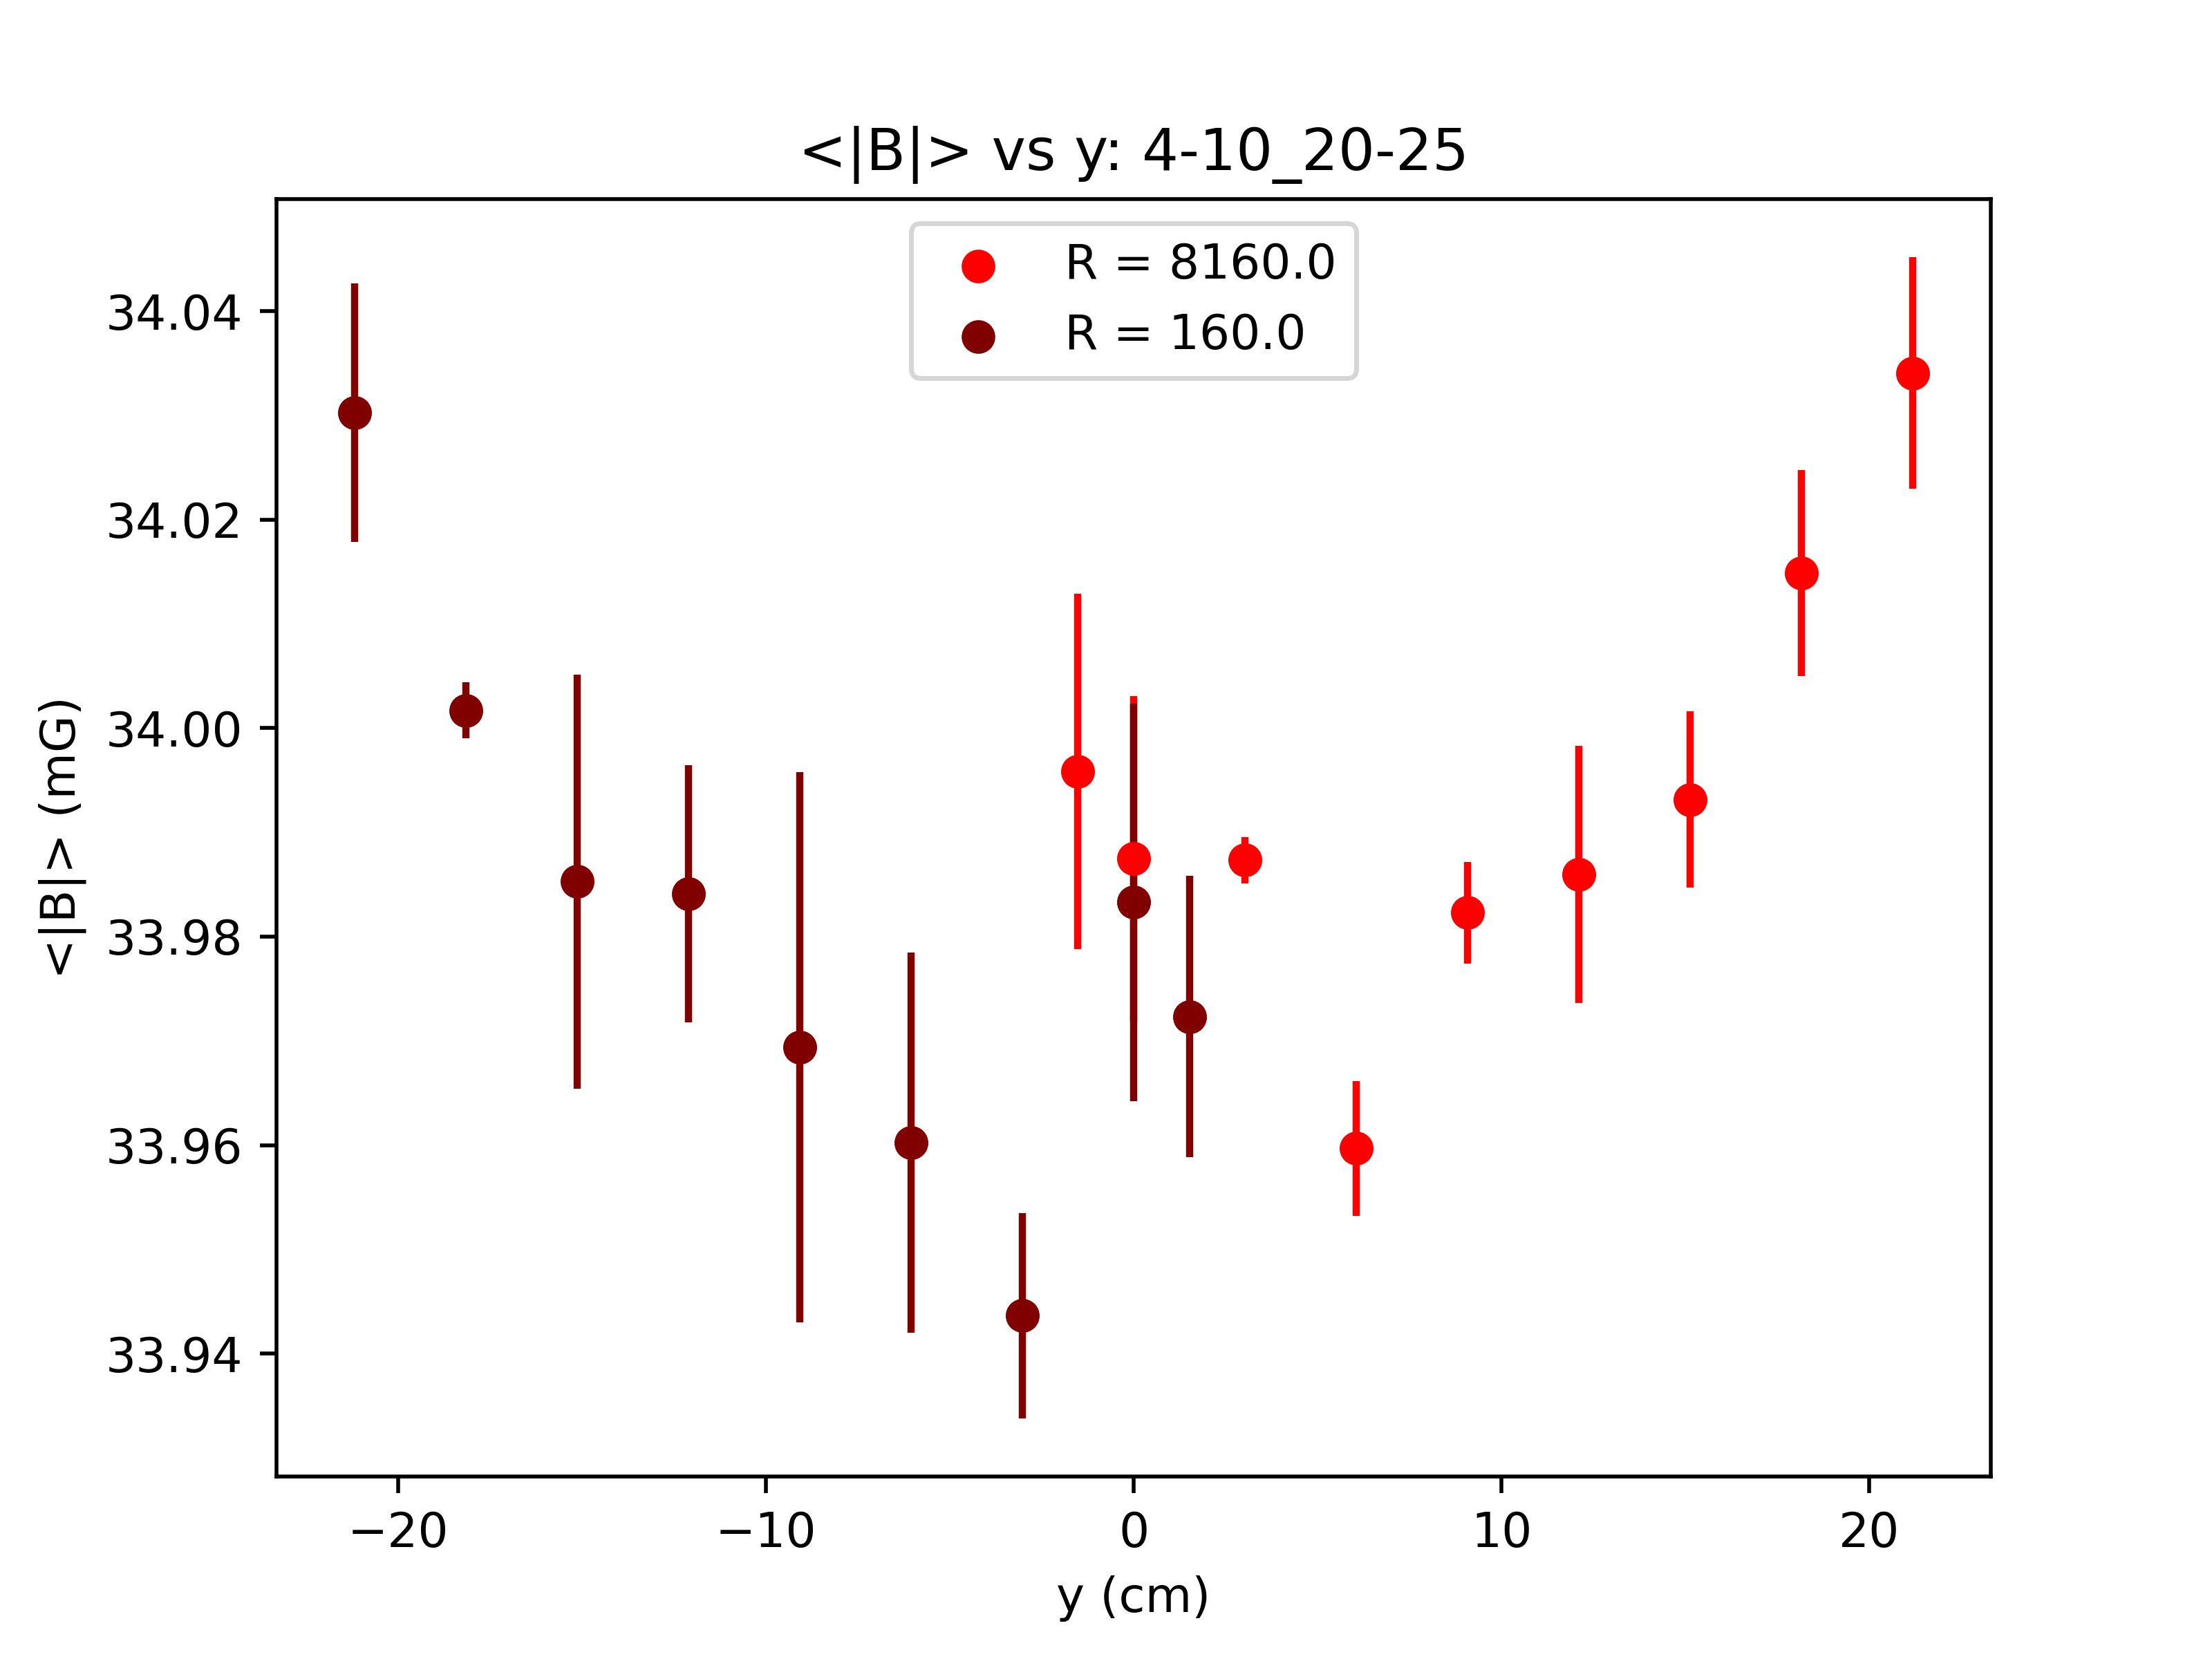 <|B|> vs y: 4-10_20-25
R = 8160.0
R = 160.0
<|B|> (mG)
34.04
34.02
34.00
33.98
33.96
33.94
−20 −10 0 10 20
y (cm)